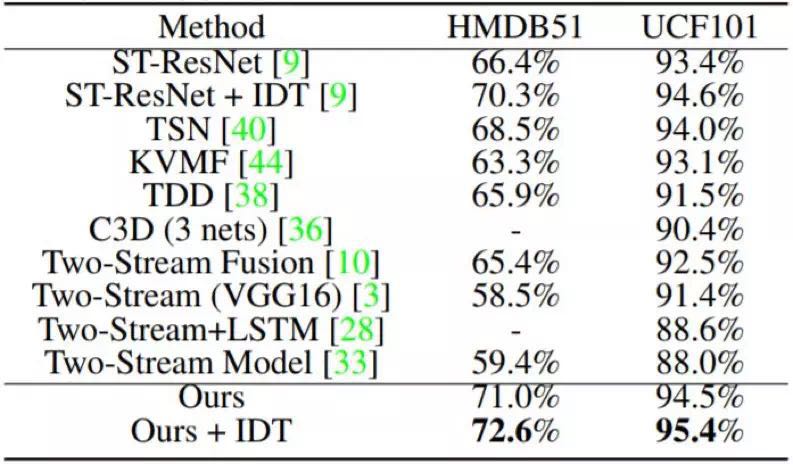 Method HMDB51 UCF101
ST-ResNet [9] 66.4% 93.4%
ST-ResNet + IDT [9] 70.3% 94.6%
TSN [40] 68.5% 94.0%
KVMF [44] 63.3% 93.1%
TDD [38] 65.9% 91.5%
C3D (3 nets) [36] - 90.4%
Two-Stream Fusion [10] 65.4% 92.5%
Two-Stream (VGG16) [3] 58.5% 91.4%
Two-Stream+LSTM [28] - 88.6%
Two-Stream Model [33] 59.4% 88.0%
Ours 71.0% 94.5%
Ours + IDT 72.6% 95.4%